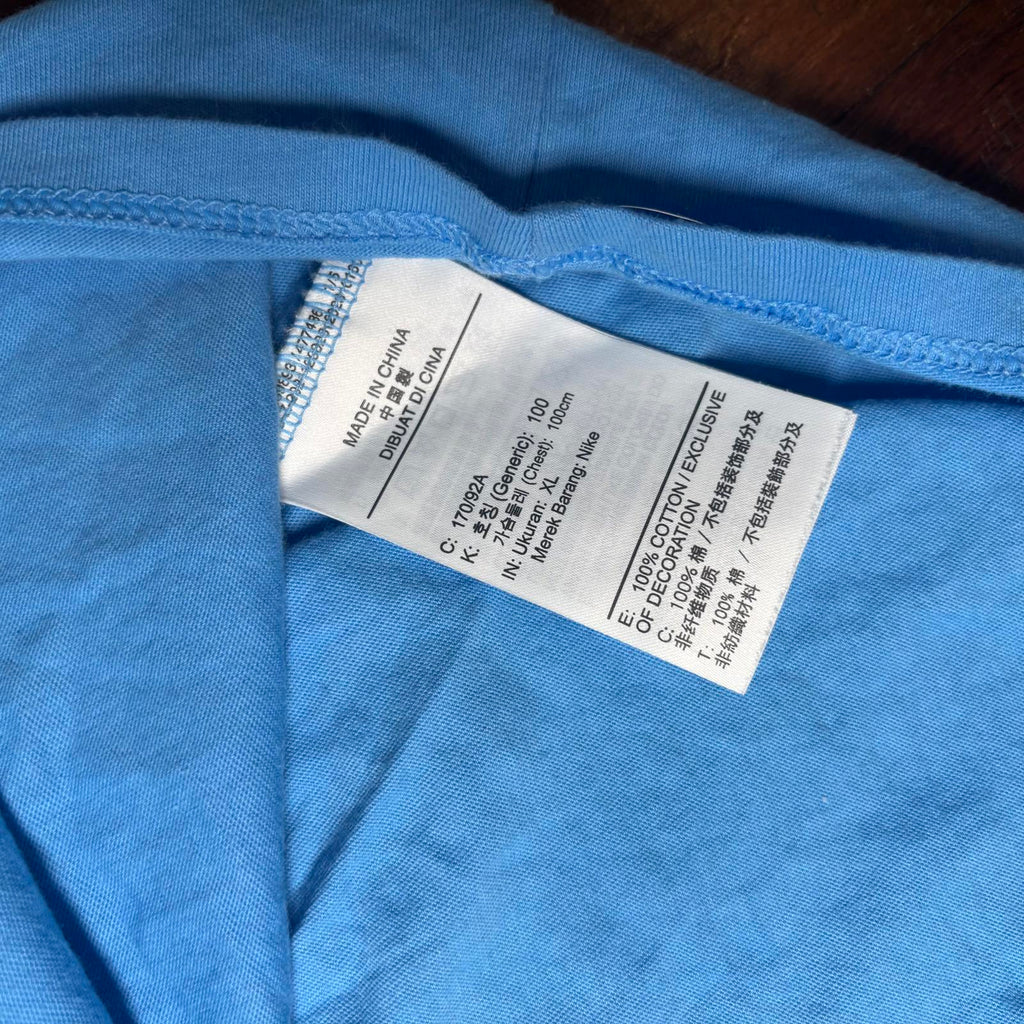 MADE IN CHINA
中國製
DIBUAT DI CINA
C: 170/92A
K: 호칭 (Generic): 100
가슴둘레 (Chest): 100cm
IN: Ukuran: XL
Merek Barang: Nike
E: 100% COTTON / EXCLUSIVE
OF DECORATION
C: 100% 棉 / 不包括装饰部分及
非纤维物质
T: 100% 棉 / 不包括裝飾部分及
非紡織材料